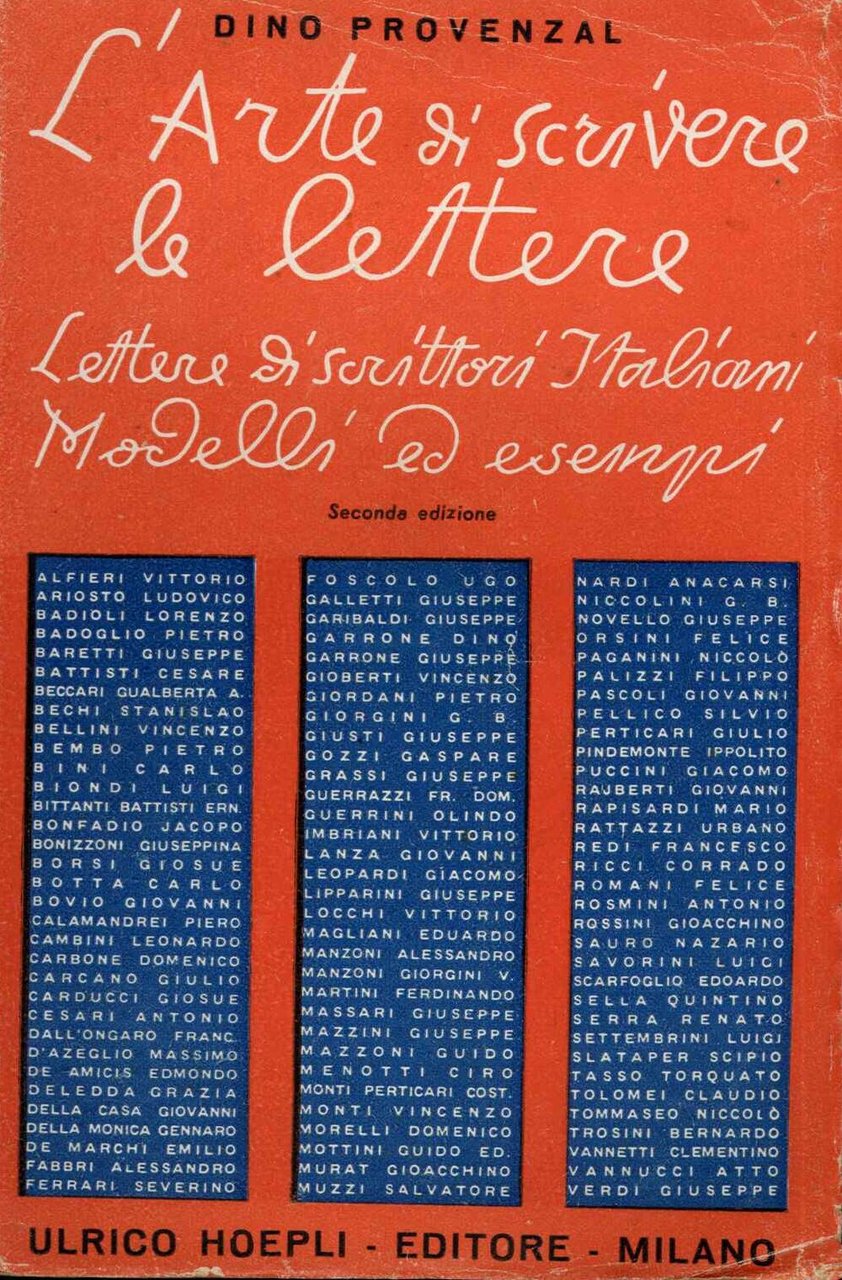 DINO PROVENZAL
L'Arte di scrivere
le lettere
Lettere di scrittori Italiani
Modelli ed esempi
Seconda edizione
ALFIERI VITTORIO
ARIOSTO LUDOVICO
BADIOLI LORENZO
BADOGLIO PIETRO
BARETTI GIUSEPPE
BATTISTI CESARE
BECCARI GUALBERTA A.
BECHI STANISLAO
BELLINI VINCENZO
BEMBO PIETRO
BINI CARLO
BIONDI LUIGI
BITTANTI BATTISTI ERN.
BONFADIO JACOPO
BONIZZONI GIUSEPPINA
BORSI GIOSUE
BOTTA CARLO
BOVIO GIOVANNI
CALAMANDREI PIERO
CAMBINI LEONARDO
CARBONE DOMENICO
CARCANO GIULIO
CARDUCCI GIOSUE
CESARI ANTONIO
DALL'ONGARO FRANC.
D'AZEGLIO MASSIMO
DE AMICIS EDMONDO
DELEDDA GRAZIA
DELLA CASA GIOVANNI
DELLA MONICA GENNARO
DE MARCHI EMILIO
FABBRI ALESSANDRO
FERRARI SEVERINO
FOSCOLO UGO
GALLETTI GIUSEPPE
GARIBALDI GIUSEPPE
GARRONE DINO
GARRONE GIUSEPPE
GIOBERTI VINCENZO
GIORDANI PIETRO
GIORGINI G. B.
GIUSTI GIUSEPPE
GOZZI GASPARE
GRASSI GIUSEPPE
GUERRAZZI FR. DOM.
GUERRINI OLINDO
IMBRIANI VITTORIO
LANZA GIOVANNI
LEOPARDI GIACOMO
LIPPARINI GIUSEPPE
LOCCHI VITTORIO
MAGLIANI EDUARDO
MANZONI ALESSANDRO
MANZONI GIORGINI V.
MARTINI FERDINANDO
MASSARI GIUSEPPE
MAZZINI GIUSEPPE
MAZZONI GUIDO
MENOTTI CIRO
MONTI PERTICARI COST.
MONTI VINCENZO
MORELLI DOMENICO
MOTTINI GUIDO ED.
MURAT GIOACCHINO
MUZZI SALVATORE
NARDI ANACARSI
NICCOLINI G. B.
NOVELLO GIUSEPPE
ORSINI FELICE
PAGANINI NICCOLÒ
PALIZZI FILIPPO
PASCOLI GIOVANNI
PELLICO SILVIO
PERTICARI GIULIO
PINDEMONTE IPPOLITO
PUCCINI GIACOMO
RAJBERTI GIOVANNI
RAPISARDI MARIO
RATTAZZI URBANO
REDI FRANCESCO
RICCI CORRADO
ROMANI FELICE
ROSMINI ANTONIO
ROSSINI GIOACCHINO
SAURO NAZARIO
SAVORINI LUIGI
SCARFOGLIO EDOARDO
SELLA QUINTINO
SERRA RENATO
SETTEMBRINI LUIGI
SLATAPER SCIPIO
TASSO TORQUATO
TOLOMEI CLAUDIO
TOMMASEO NICCOLÒ
TROSINI BERNARDO
VANNETTI CLEMENTINO
VANNUCCI ATTO
VERDI GIUSEPPE
ULRICO HOEPLI - EDITORE - MILANO